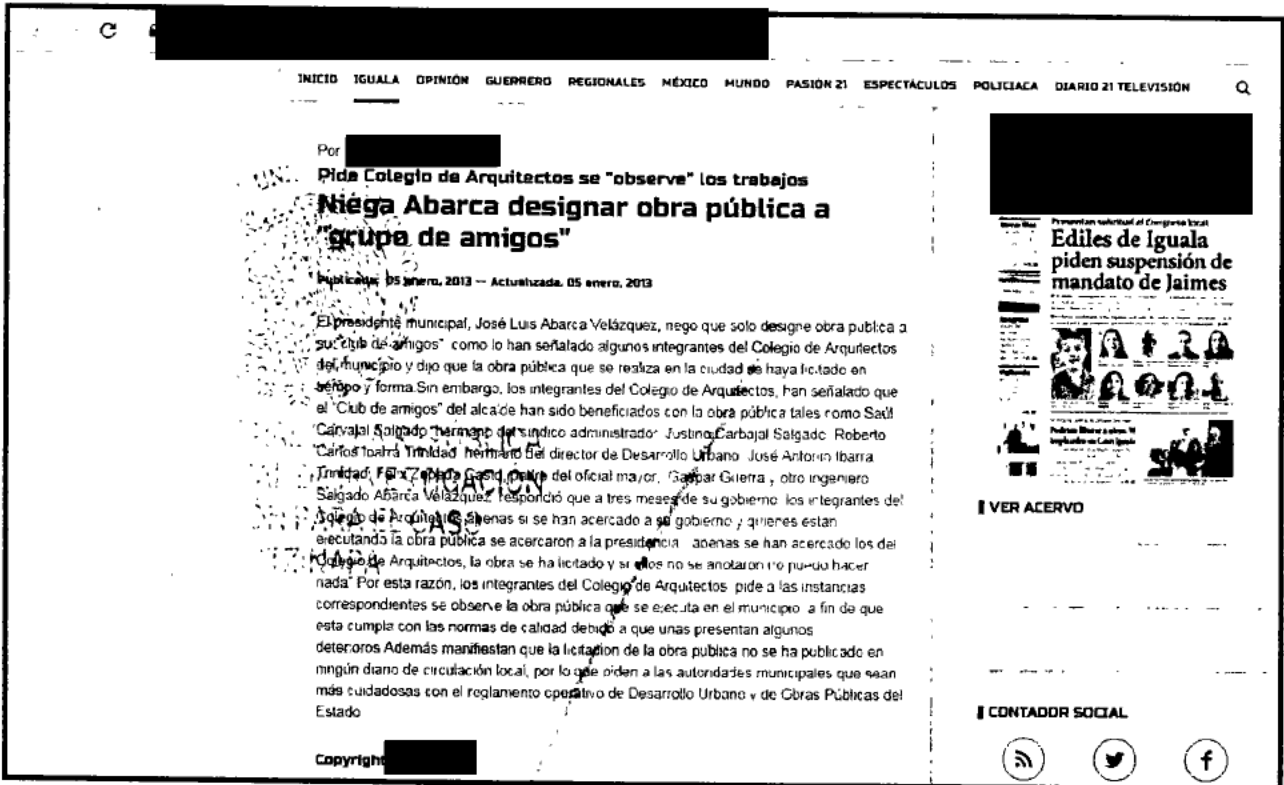 INICIO IGUALA OPINIÓN GUERRERO REGIONALES MÉXICO MUNDO PASIÓN 21 ESPECTÁCULOS POLICIACA DIARIO 21 TELEVISIÓN
Por
Pide Colegio de Arquitectos se "observe" los trabajos
Niega Abarca designar obra pública a
"grupo de amigos"
Publicada, 05 enero, 2013 — Actualizada, 05 enero, 2013
El presidente municipal, José Luis Abarca Velázquez, nego que solo designe obra publica a
su "club de amigos" como lo han señalado algunos integrantes del Colegio de Arquitectos
del municipio y dijo que la obra pública que se realiza en la ciudad se haya licitado en
tiempo y forma.Sin embargo, los integrantes del Colegio de Arquitectos, han señalado que
el "Club de amigos" del alcalde han sido beneficiados con la obra pública tales como Saúl
Carvajal Salgado hermano del síndico administrador Justino Carbajal Salgado Roberto
Carlos Ibarra Trinidad hermano del director de Desarrollo Urbano José Antonio Ibarra
Trinidad, Félix Zepeda del oficial mayor, Gaspar Guerra , otro ingeniero
Salgado Abarca Velázquez respondió que a tres meses de su gobierno los integrantes del
Colegio de Arquitectos apenas si se han acercado a su gobierno y quienes estan
ejecutando la obra pública se acercaron a la presidencia apenas se han acercado los del
Colegio de Arquitectos, la obra se ha licitado y si ellos no se anotaron no puedo hacer
nada" Por esta razón, los integrantes del Colegio de Arquitectos pide a las instancias
correspondientes se observe la obra pública que se ejecuta en el municipio a fin de que
esta cumpla con las normas de calidad debido a que unas presentan algunos
deterioros Además manifiestan que la licitacion de la obra publica no se ha publicado en
ningún diario de circulación local, por lo que piden a las autoridades municipales que sean
más cuidadosas con el reglamento operativo de Desarrollo Urbano y de Obras Públicas del
Estado
Copyright
Presentan solicitud al Congreso local
Ediles de Iguala
piden suspensión de
mandato de Jaimes
VER ACERVO
CONTADOR SOCIAL